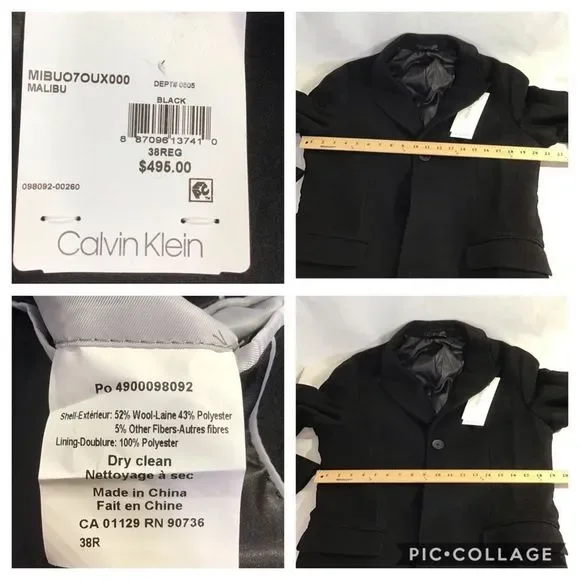 MIBUO7OUX000
MALIBU
DEPT# 0505
BLACK
8 87096 13741 0
38REG
$495.00
098092-00260
Calvin Klein
Po 4900098092
Shell-Extérieur: 52% Wool-Laine 43% Polyester
5% Other Fibers-Autres fibres
Lining-Doublure: 100% Polyester
Dry clean
Nettoyage à sec
Made in China
Fait en Chine
CA 01129 RN 90736
38R
PIC•COLLAGE